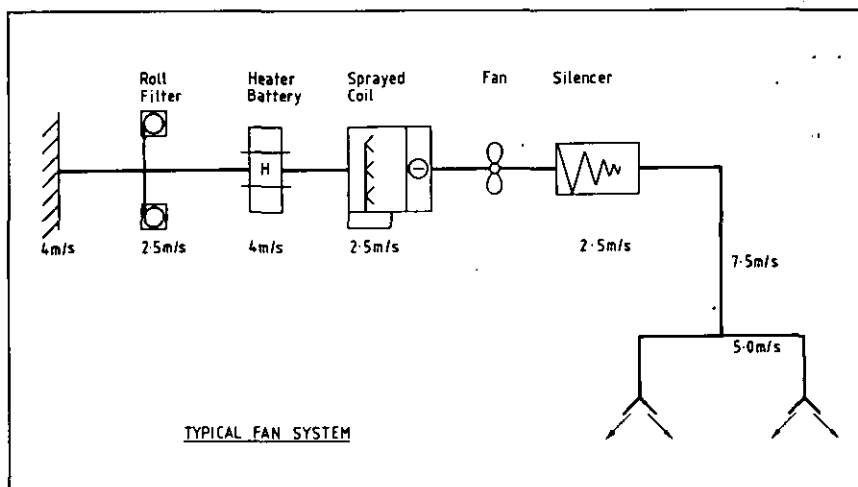 Roll
Filter
Heater
Battery
Sprayed
Coil
Fan
Silencer
H
4m/s
2·5m/s
4m/s
2·5m/s
2·5m/s
7·5m/s
5·0m/s
TYPICAL FAN SYSTEM